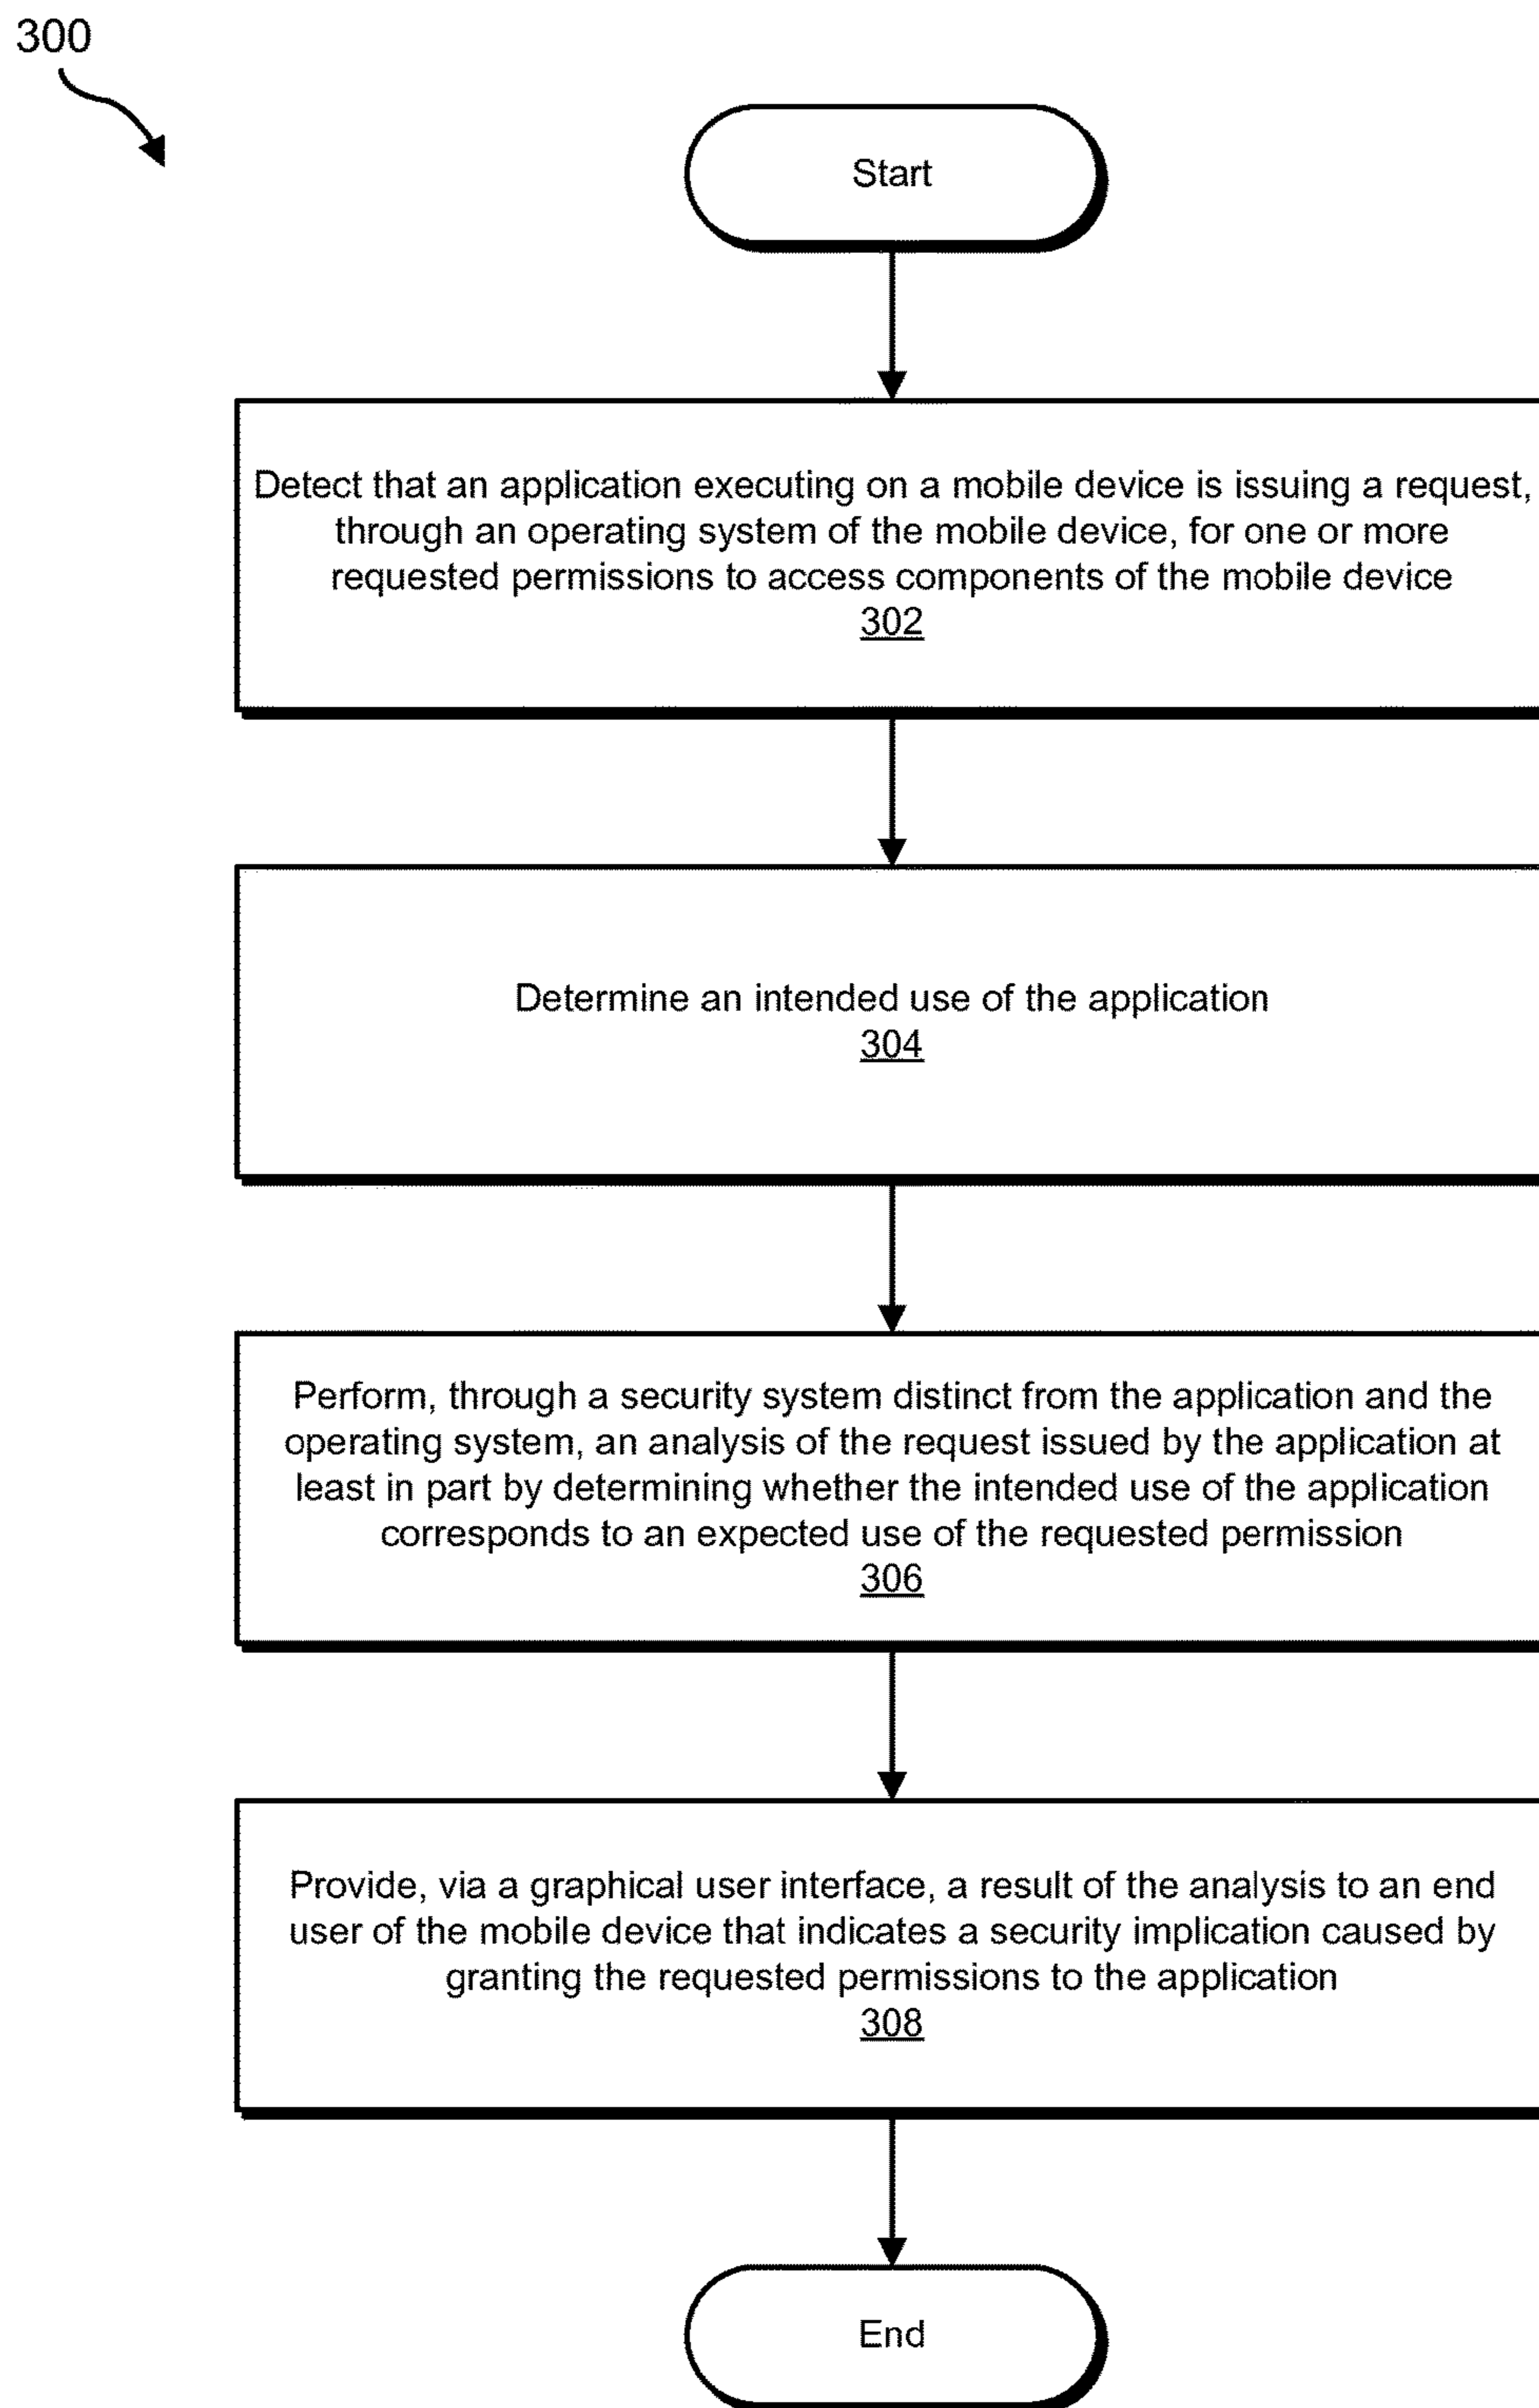 300
Start
Detect that an application executing on a mobile device is issuing a request,
through an operating system of the mobile device, for one or more
requested permissions to access components of the mobile device
302
Determine an intended use of the application
304
Perform, through a security system distinct from the application and the
operating system, an analysis of the request issued by the application at
least in part by determining whether the intended use of the application
corresponds to an expected use of the requested permission
306
Provide, via a graphical user interface, a result of the analysis to an end
user of the mobile device that indicates a security implication caused by
granting the requested permissions to the application
308
End